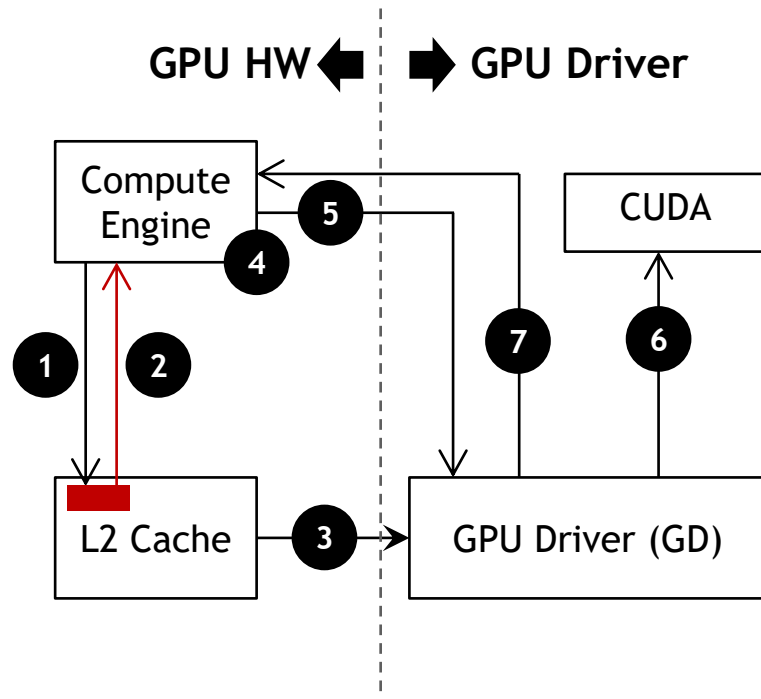 GPU HW
GPU Driver
Compute
Engine
CUDA
5
4
1
2
7
6
L2 Cache
3
GPU Driver (GD)